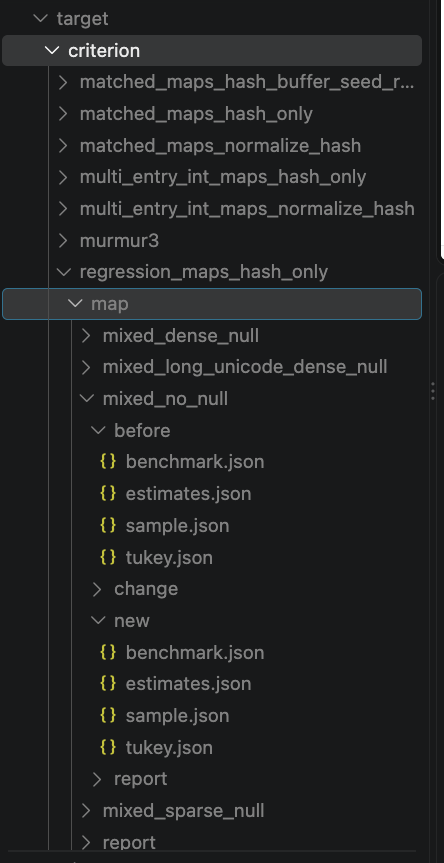 target
criterion
matched_maps_hash_buffer_seed_r...
matched_maps_hash_only
matched_maps_normalize_hash
multi_entry_int_maps_hash_only
multi_entry_int_maps_normalize_hash
murmur3
regression_maps_hash_only
map
mixed_dense_null
mixed_long_unicode_dense_null
mixed_no_null
before
{} benchmark.json
{} estimates.json
{} sample.json
{} tukey.json
change
new
{} benchmark.json
{} estimates.json
{} sample.json
{} tukey.json
report
mixed_sparse_null
report